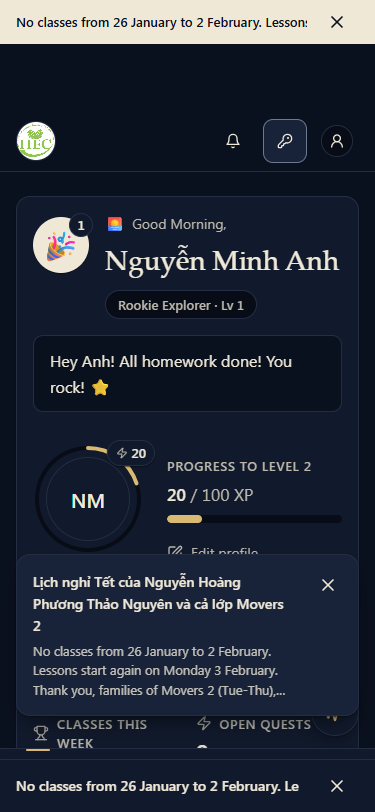 No classes from 26 January to 2 February. Lessons
HEC
1
Good Morning,
Nguyễn Minh Anh
Rookie Explorer · Lv 1
Hey Anh! All homework done! You
rock! ⭐
20
NM
PROGRESS TO LEVEL 2
20 / 100 XP
Edit profile
Lịch nghỉ Tết của Nguyễn Hoàng
Phương Thảo Nguyên và cả lớp Movers
2
No classes from 26 January to 2 February.
Lessons start again on Monday 3 February.
Thank you, families of Movers 2 (Tue-Thu),...
CLASSES THIS
WEEK
OPEN QUESTS
No classes from 26 January to 2 February. Le